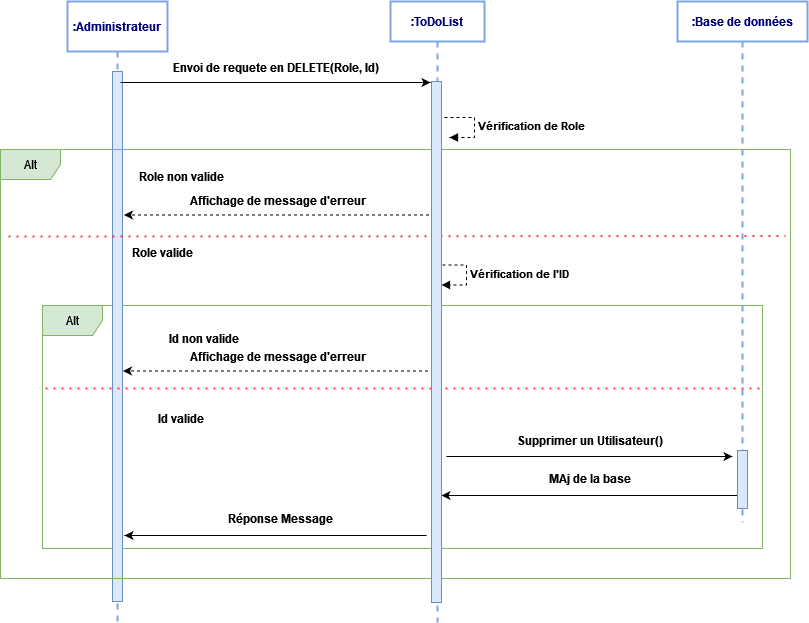 :Administrateur
:ToDoList
:Base de données
Envoi de requete en DELETE(Role, Id)
Vérification de Role
Alt
Role non valide
Affichage de message d'erreur
Role valide
Vérification de l'ID
Alt
Id non valide
Affichage de message d'erreur
Id valide
Supprimer un Utilisateur()
MAj de la base
Réponse Message